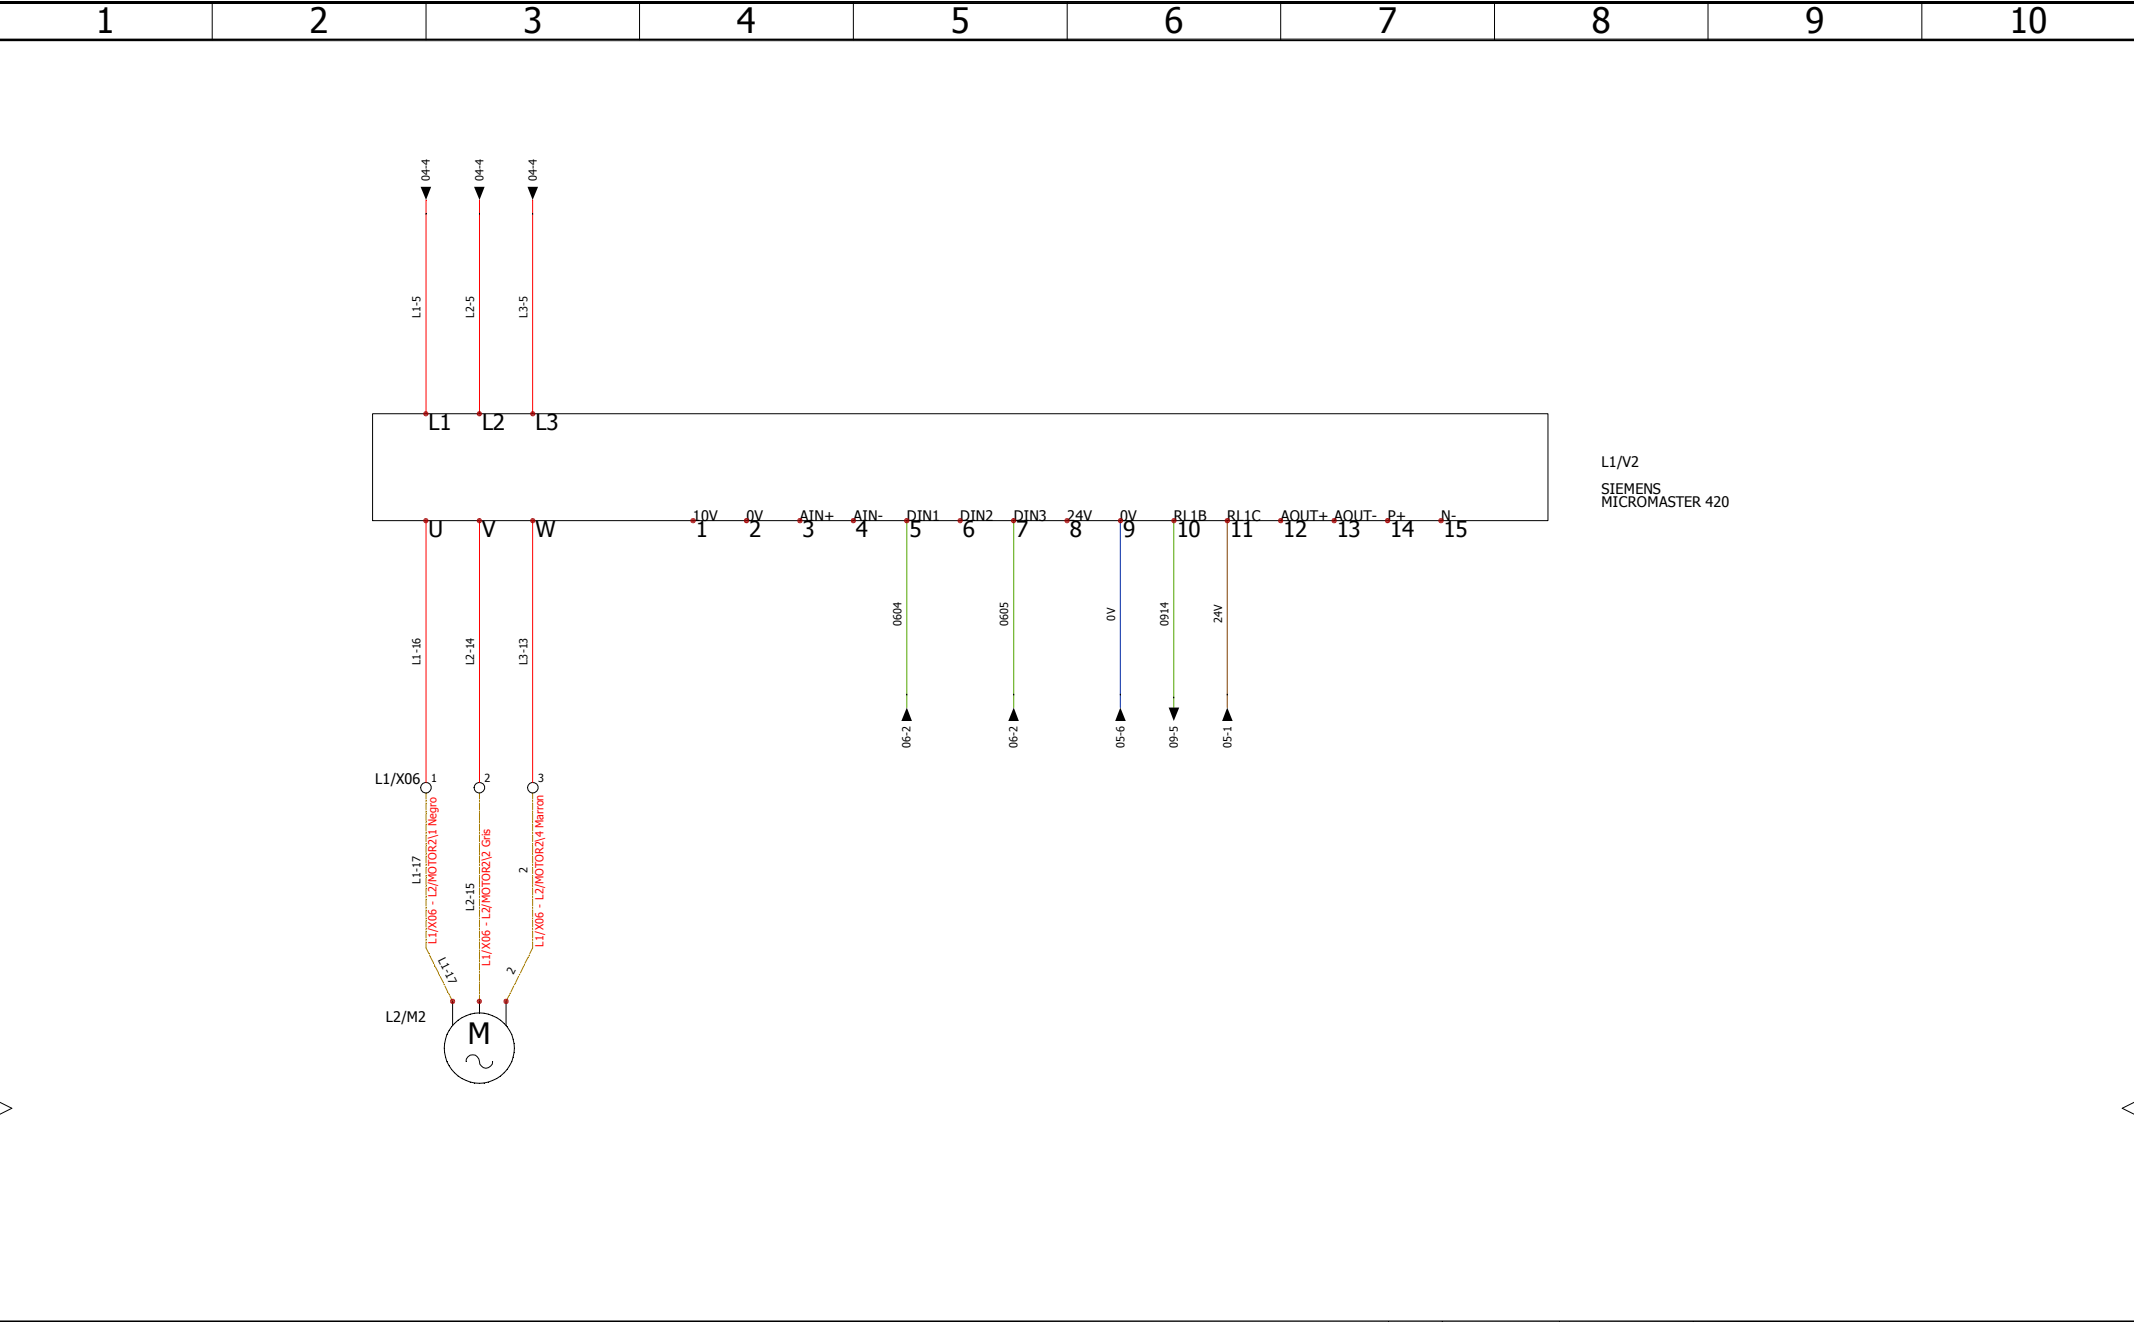 1 2 3 4 5 6 7 8 9 10
04-4 04-4 04-4
L1-5 L2-5 L3-5
L1 L2 L3
L1/V2
SIEMENS
MICROMASTER 420
10V 0V AIN+ AIN- DIN1 DIN2 DIN3 24V 0V RL1B RL1C AOUT+ AOUT- P+ N-
U V W 1 2 3 4 5 6 7 8 9 10 11 12 13 14 15
0604 0605 0V 0914 24V
L1-16 L2-14 L3-13
06-2 06-2 05-6 09-5 05-1
L1/X06 1 2 3
L1-17 L1/X06 - L2/MOTOR2\1 Negro
L2-15 L1/X06 - L2/MOTOR2\2 Gris
2 L1/X06 - L2/MOTOR2\4 Marron
L1-17 2
L2/M2
M